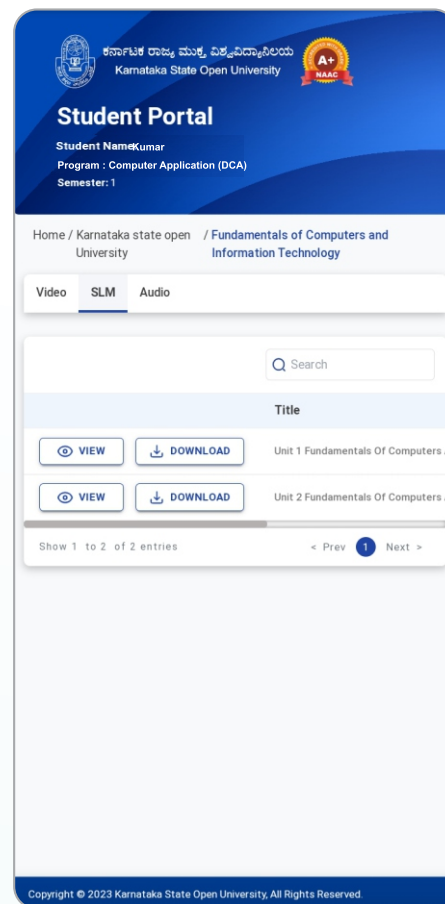 ಕರ್ನಾಟಕ ರಾಜ್ಯ ಮುಕ್ತ ವಿಶ್ವವಿದ್ಯಾನಿಲಯ
Karnataka State Open University
A+
NAAC
Student Portal
Student Name Kumar
Program : Computer Application (DCA)
Semester: 1
Home / Karnataka state open / Fundamentals of Computers and
University Information Technology
Video SLM Audio
Search
Title
VIEW DOWNLOAD Unit 1 Fundamentals Of Computers
VIEW DOWNLOAD Unit 2 Fundamentals Of Computers
Show 1 to 2 of 2 entries < Prev 1 Next >
Copyright © 2023 Karnataka State Open University, All Rights Reserved.